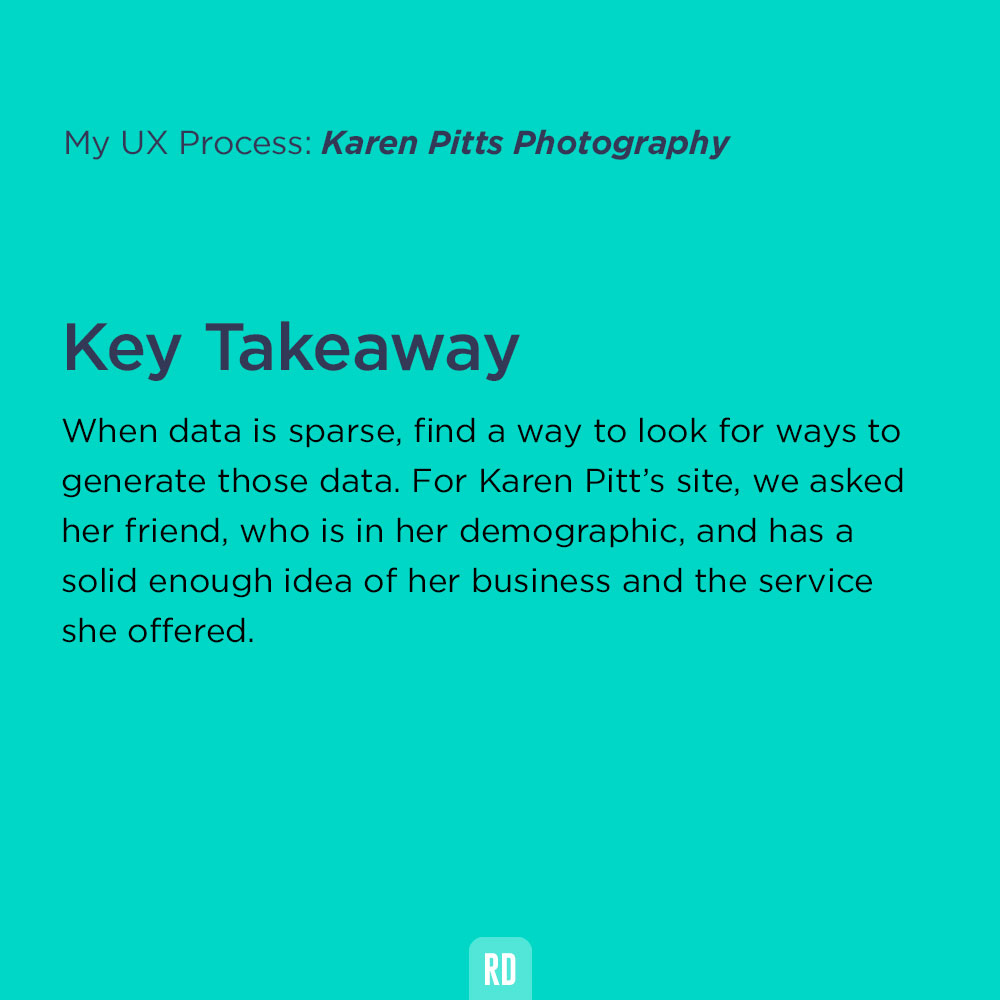 My UX Process: Karen Pitts Photography
Key Takeaway
When data is sparse, find a way to look for ways to
generate those data. For Karen Pitt’s site, we asked
her friend, who is in her demographic, and has a
solid enough idea of her business and the service
she offered.
RD